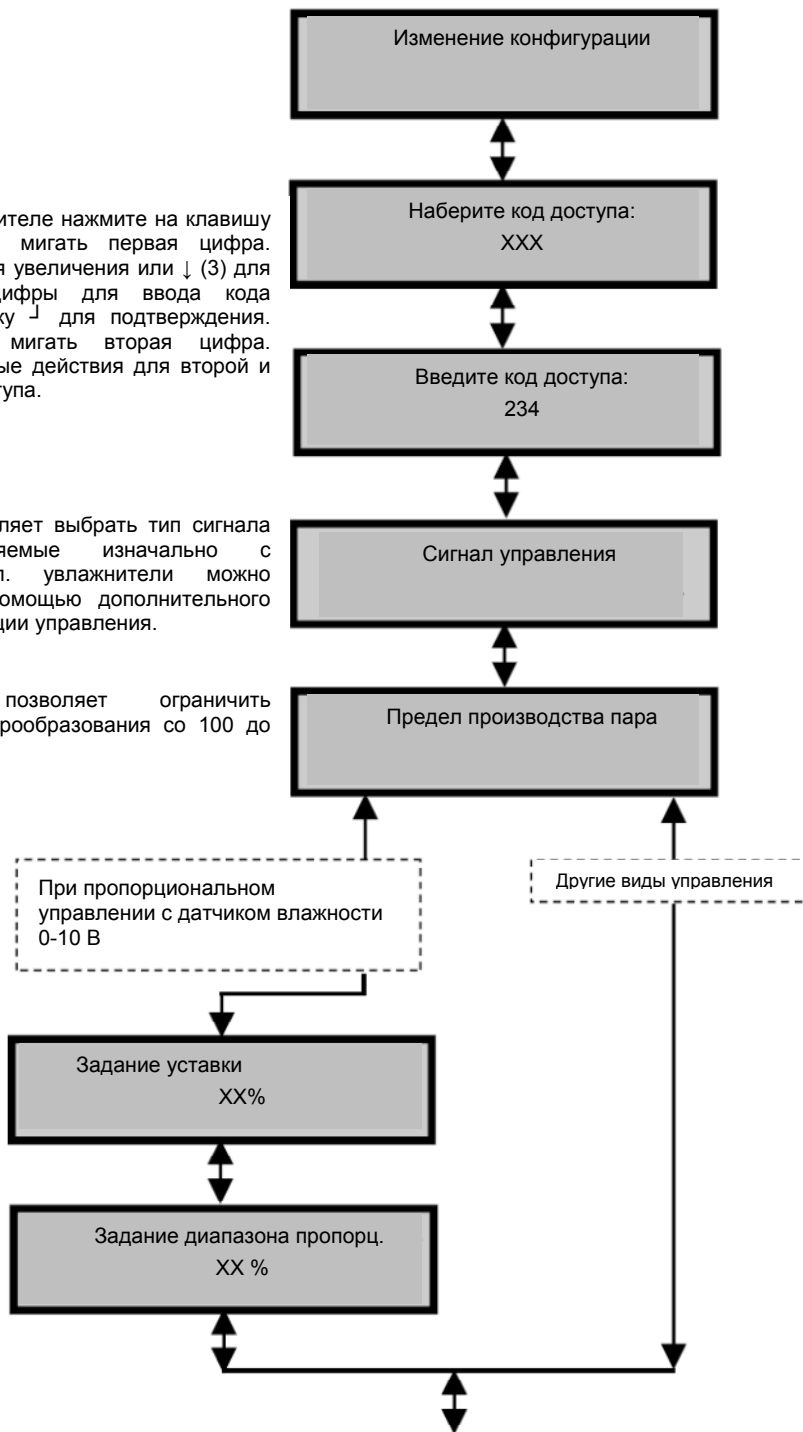 Изменение конфигурации
Наберите код доступа:
XXX
ителе нажмите на клавишу
мигать первая цифра.
я увеличения или ↓ (3) для
цифры для ввода кода
ку ┘ для подтверждения.
мигать вторая цифра.
ые действия для второй и
тупа.
Введите код доступа:
234
ляет выбрать тип сигнала
яемые изначально с
л. увлажнители можно
помощью дополнительного
ции управления.
Сигнал управления
позволяет ограничить
рообразования со 100 до
Предел производства пара
При пропорциональном
управлении с датчиком влажности
0-10 В
Другие виды управления
Задание уставки
XX%
Задание диапазона пропорц.
XX %